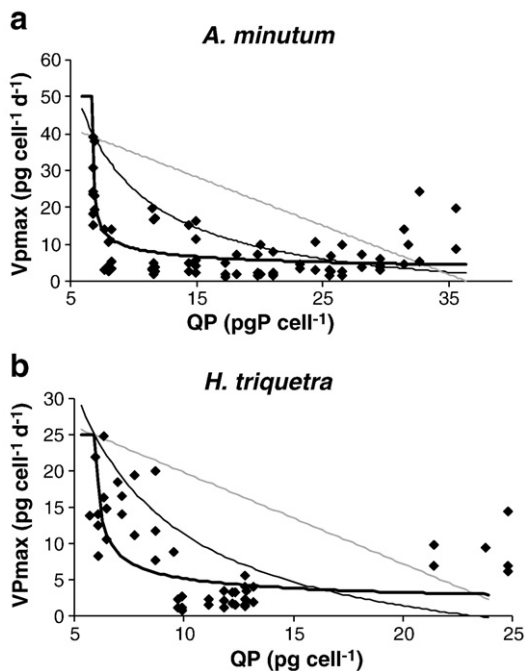 a
A. minutum
60
50
40
30
20
10
0
Vpmax (pg cell⁻¹ d⁻¹)
5 15 25 35
QP (pgP cell⁻¹)
b
H. triquetra
30
25
20
15
10
5
0
VPmax (pg cell⁻¹ d⁻¹)
5 10 15 20 25
QP (pg cell⁻¹)